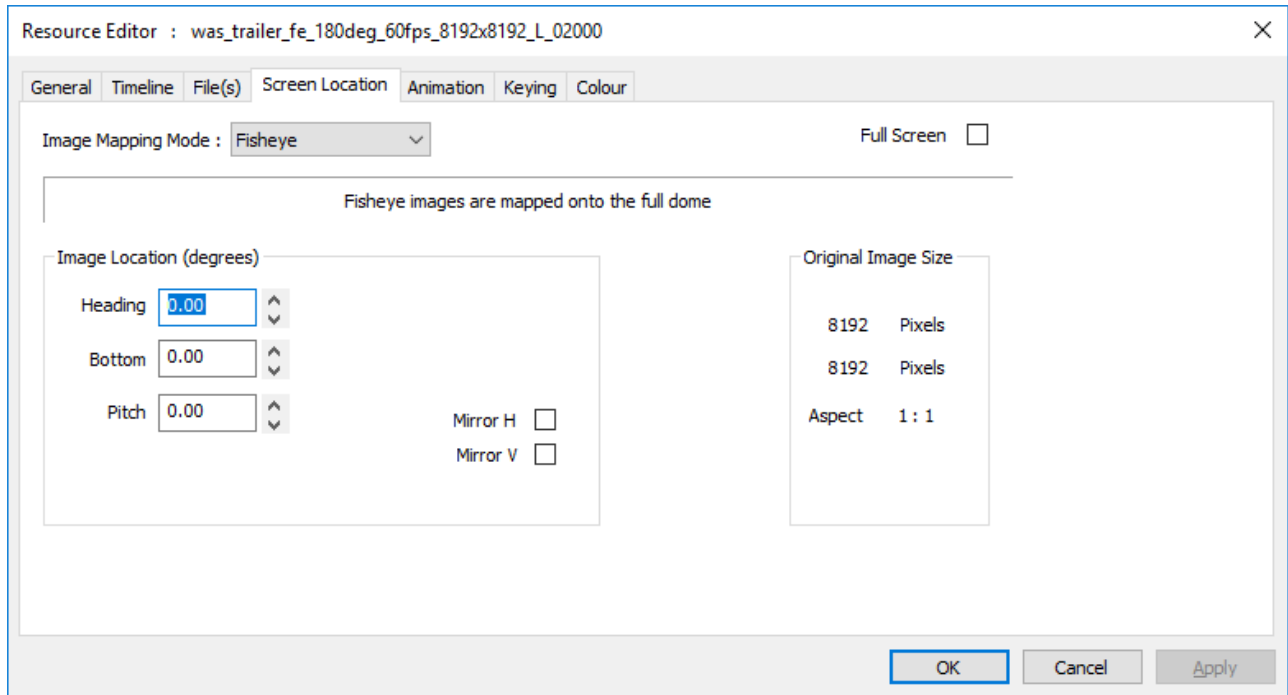 Resource Editor : was_trailer_fe_180deg_60fps_8192x8192_L_02000
General Timeline File(s) Screen Location Animation Keying Colour
Image Mapping Mode : Fisheye Full Screen
Fisheye images are mapped onto the full dome
Image Location (degrees) Original Image Size
Heading 0.00
8192 Pixels
Bottom 0.00
8192 Pixels
Pitch 0.00
Aspect 1 : 1
Mirror H
Mirror V
OK Cancel Apply